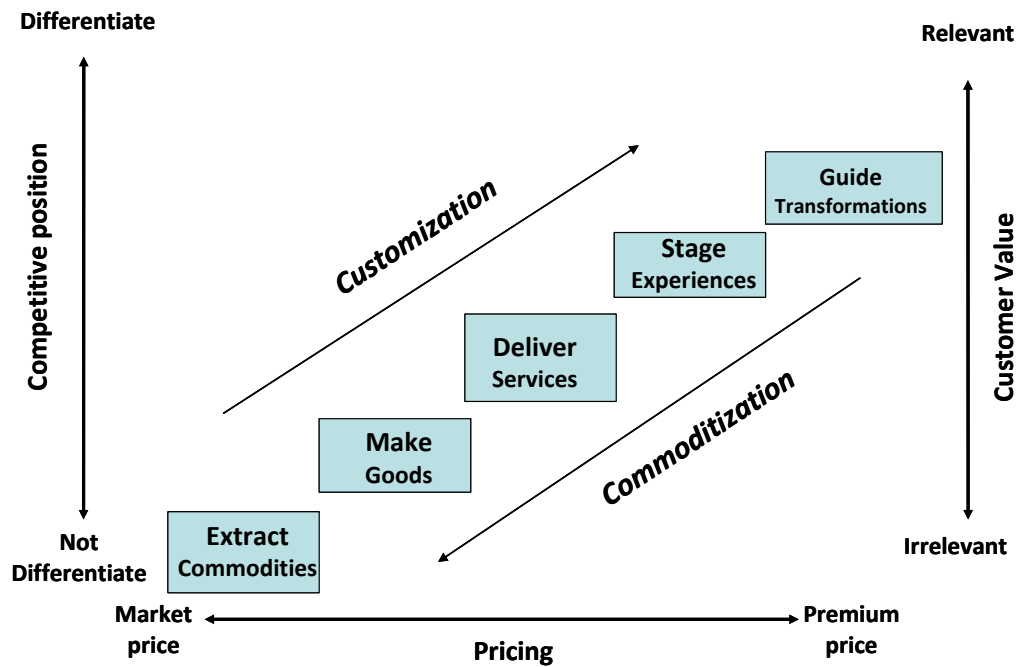 Differentiate
Relevant
Competitive position
Customization
Guide
Transformations
Stage
Experiences
Customer Value
Deliver
Services
Commoditization
Make
Goods
Extract
Commodities
Not
Differentiate
Irrelevant
Market
price
Pricing
Premium
price